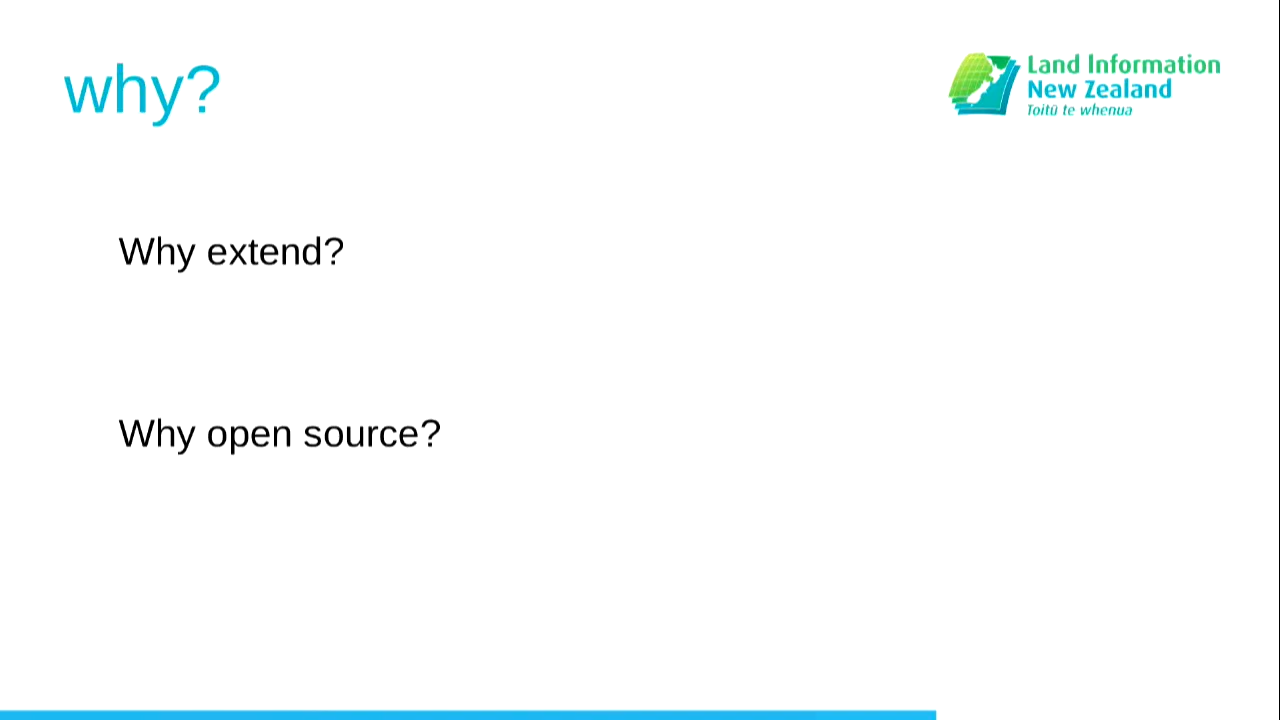 why?
Land Information
New Zealand
Toitū te whenua
Why extend?
Why open source?